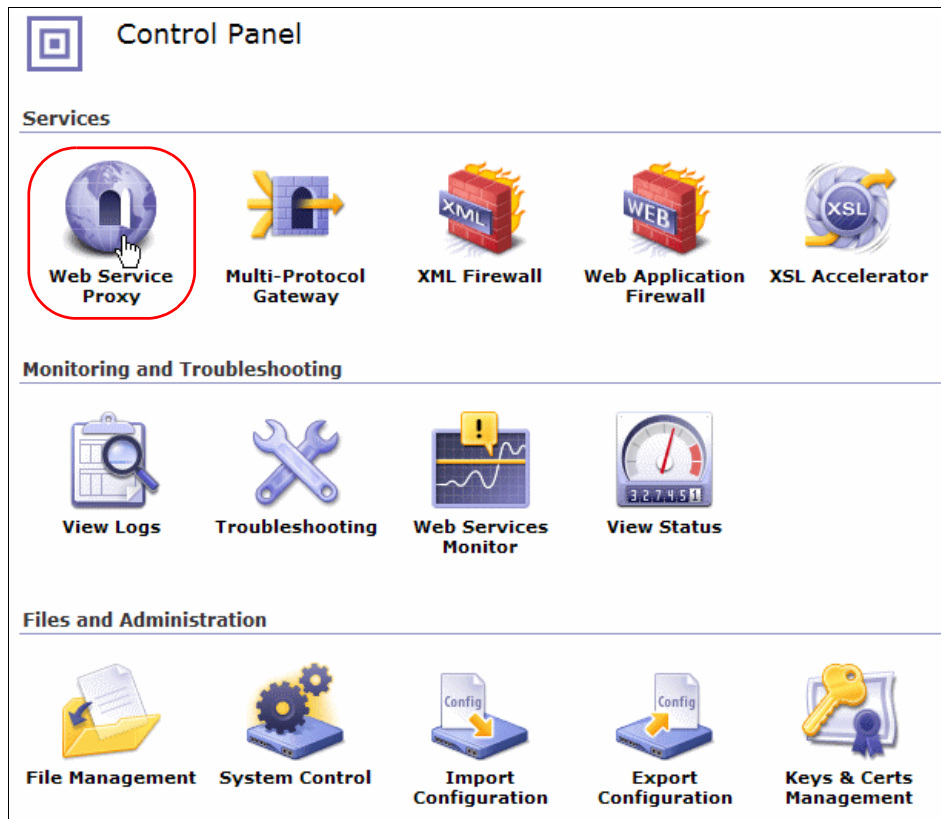 Control Panel
Services
XML
WEB
XSL
Web Service
Proxy
Multi-Protocol
Gateway
XML Firewall
Web Application
Firewall
XSL Accelerator
Monitoring and Troubleshooting
!
3 2 7 4 5 1
View Logs
Troubleshooting
Web Services
Monitor
View Status
Files and Administration
Config
Config
File Management
System Control
Import
Configuration
Export
Configuration
Keys & Certs
Management